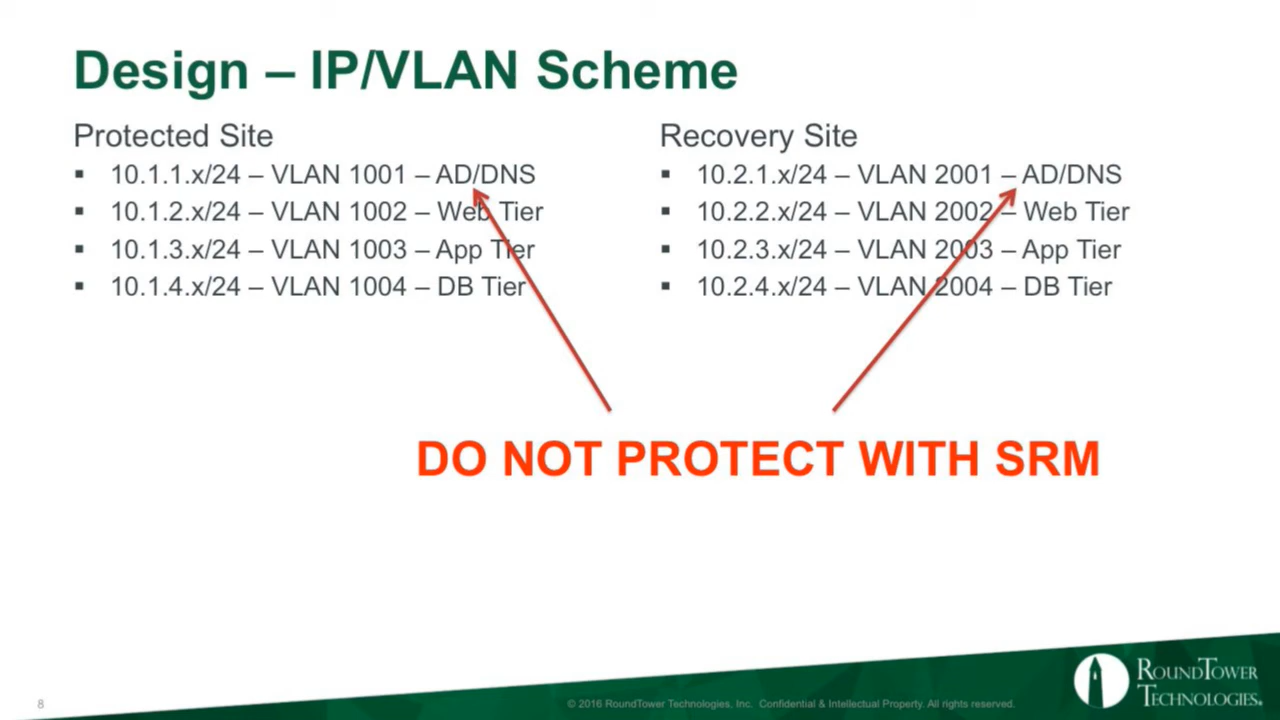 Design – IP/VLAN Scheme
Protected Site
▪ 10.1.1.x/24 – VLAN 1001 – AD/DNS
▪ 10.1.2.x/24 – VLAN 1002 – Web Tier
▪ 10.1.3.x/24 – VLAN 1003 – App Tier
▪ 10.1.4.x/24 – VLAN 1004 – DB Tier
Recovery Site
▪ 10.2.1.x/24 – VLAN 2001 – AD/DNS
▪ 10.2.2.x/24 – VLAN 2002 – Web Tier
▪ 10.2.3.x/24 – VLAN 2003 – App Tier
▪ 10.2.4.x/24 – VLAN 2004 – DB Tier
DO NOT PROTECT WITH SRM
8
© 2016 RoundTower Technologies, Inc. Confidential & Intellectual Property. All rights reserved.
ROUNDTOWER
TECHNOLOGIES®